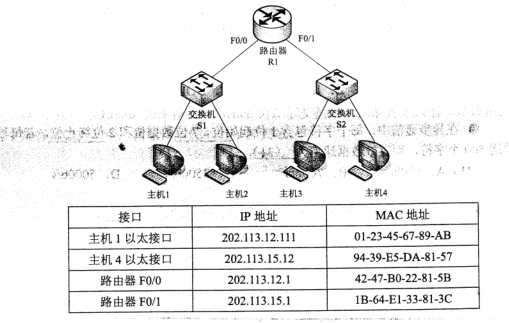 F0/0
F0/1
路由器
R1
交换机
S1
交换机
S2
主机1
主机2
主机3
主机4
接口 IP 地址 MAC 地址
主机 1 以太接口 202.113.12.111 01-23-45-67-89-AB
主机 4 以太接口 202.113.15.12 94-39-E5-DA-81-57
路由器 F0/0 202.113.12.1 42-47-B0-22-81-5B
路由器 F0/1 202.113.15.1 1B-64-E1-33-81-3C